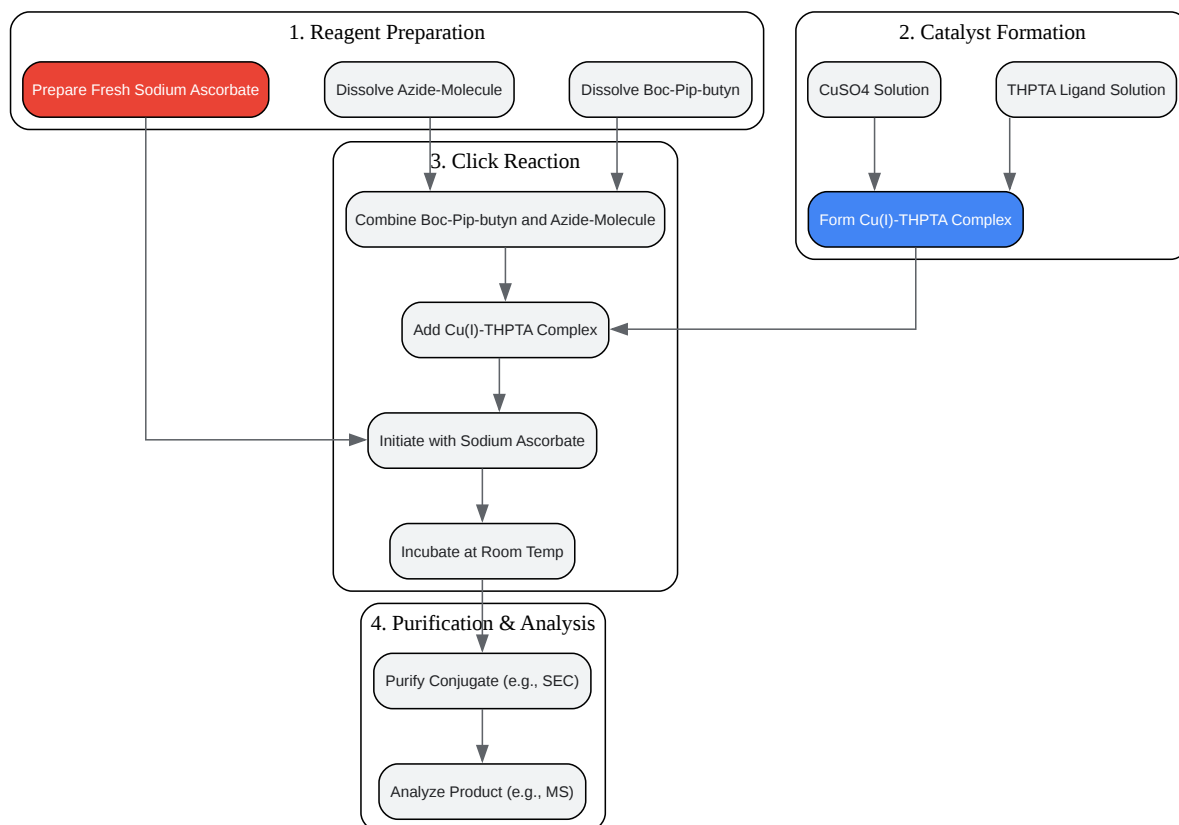 1. Reagent Preparation
Prepare Fresh Sodium Ascorbate
Dissolve Azide-Molecule
Dissolve Boc-Pip-butyn
2. Catalyst Formation
CuSO4 Solution
THPTA Ligand Solution
Form Cu(I)-THPTA Complex
3. Click Reaction
Combine Boc-Pip-butyn and Azide-Molecule
Add Cu(I)-THPTA Complex
Initiate with Sodium Ascorbate
Incubate at Room Temp
4. Purification & Analysis
Purify Conjugate (e.g., SEC)
Analyze Product (e.g., MS)